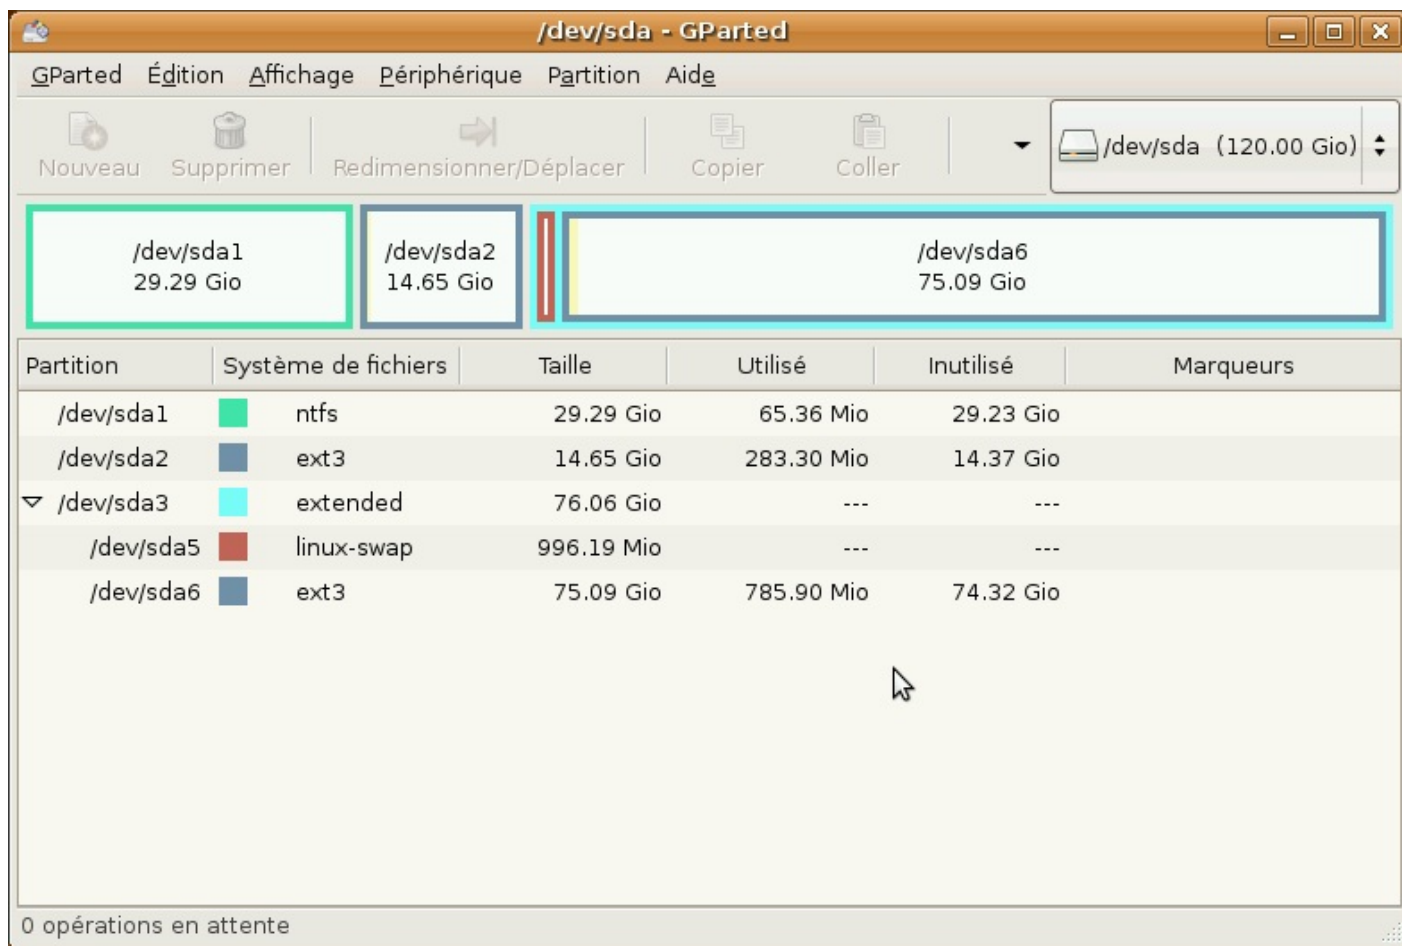 /dev/sda - GParted
GParted Édition Affichage Périphérique Partition Aide
Nouveau Supprimer Redimensionner/Déplacer Copier Coller /dev/sda (120.00 Gio)
/dev/sda1 /dev/sda2 /dev/sda6
29.29 Gio 14.65 Gio 75.09 Gio
Partition Système de fichiers Taille Utilisé Inutilisé Marqueurs
/dev/sda1 ntfs 29.29 Gio 65.36 Mio 29.23 Gio
/dev/sda2 ext3 14.65 Gio 283.30 Mio 14.37 Gio
/dev/sda3 extended 76.06 Gio --- ---
/dev/sda5 linux-swap 996.19 Mio --- ---
/dev/sda6 ext3 75.09 Gio 785.90 Mio 74.32 Gio
0 opérations en attente